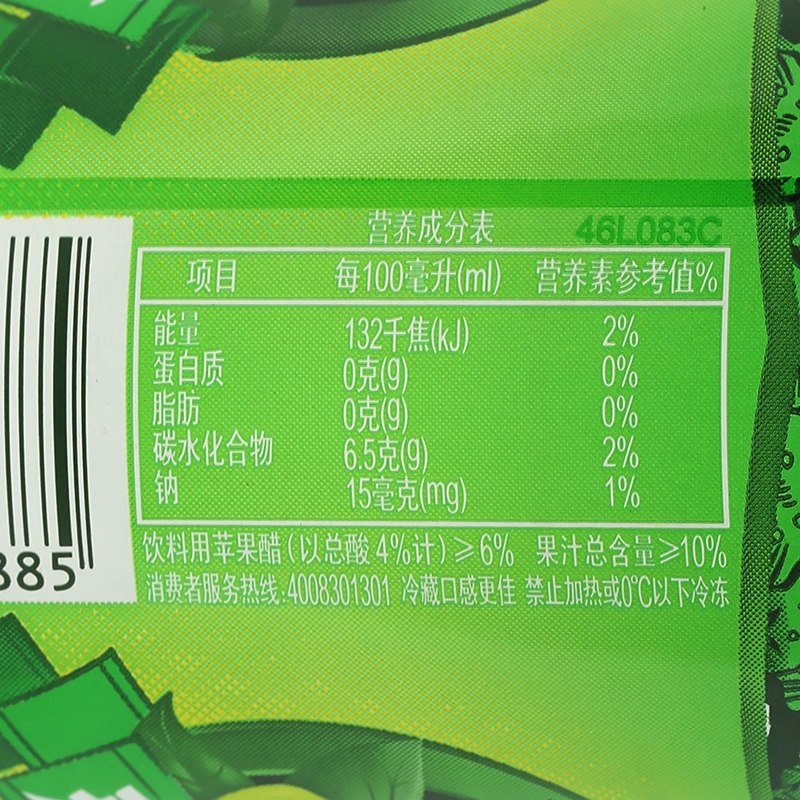 营养成分表 46L083C
项目 每100毫升(ml) 营养素参考值%
能量 132千焦(kJ) 2%
蛋白质 0克(g) 0%
脂肪 0克(g) 0%
碳水化合物 6.5克(g) 2%
钠 15毫克(mg) 1%
饮料用苹果醋(以总酸4%计)≥6% 果汁总含量≥10%
消费者服务热线:4008301301 冷藏口感更佳 禁止加热或0℃以下冷冻
885